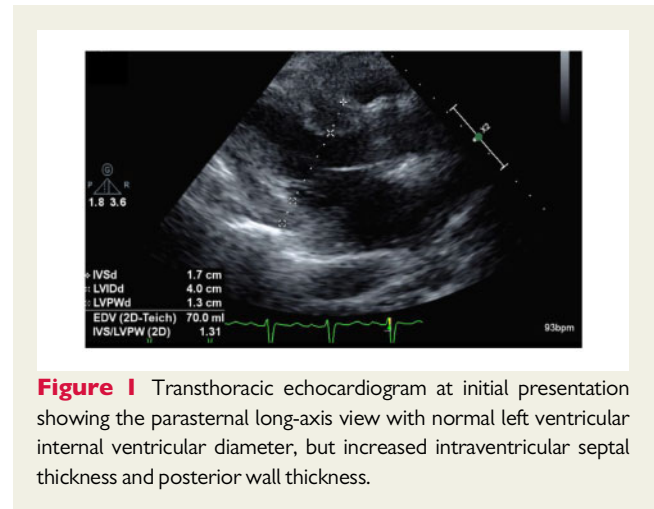 X2
G
P R
1.8 3.6
IVSd 1.7 cm
LVIDd 4.0 cm
LVPWd 1.3 cm
EDV (2D-Teich) 70.0 ml
IVS/LVPW (2D) 1.31
93bpm
Figure 1 Transthoracic echocardiogram at initial presentation
showing the parasternal long-axis view with normal left ventricular
internal ventricular diameter, but increased intraventricular septal
thickness and posterior wall thickness.